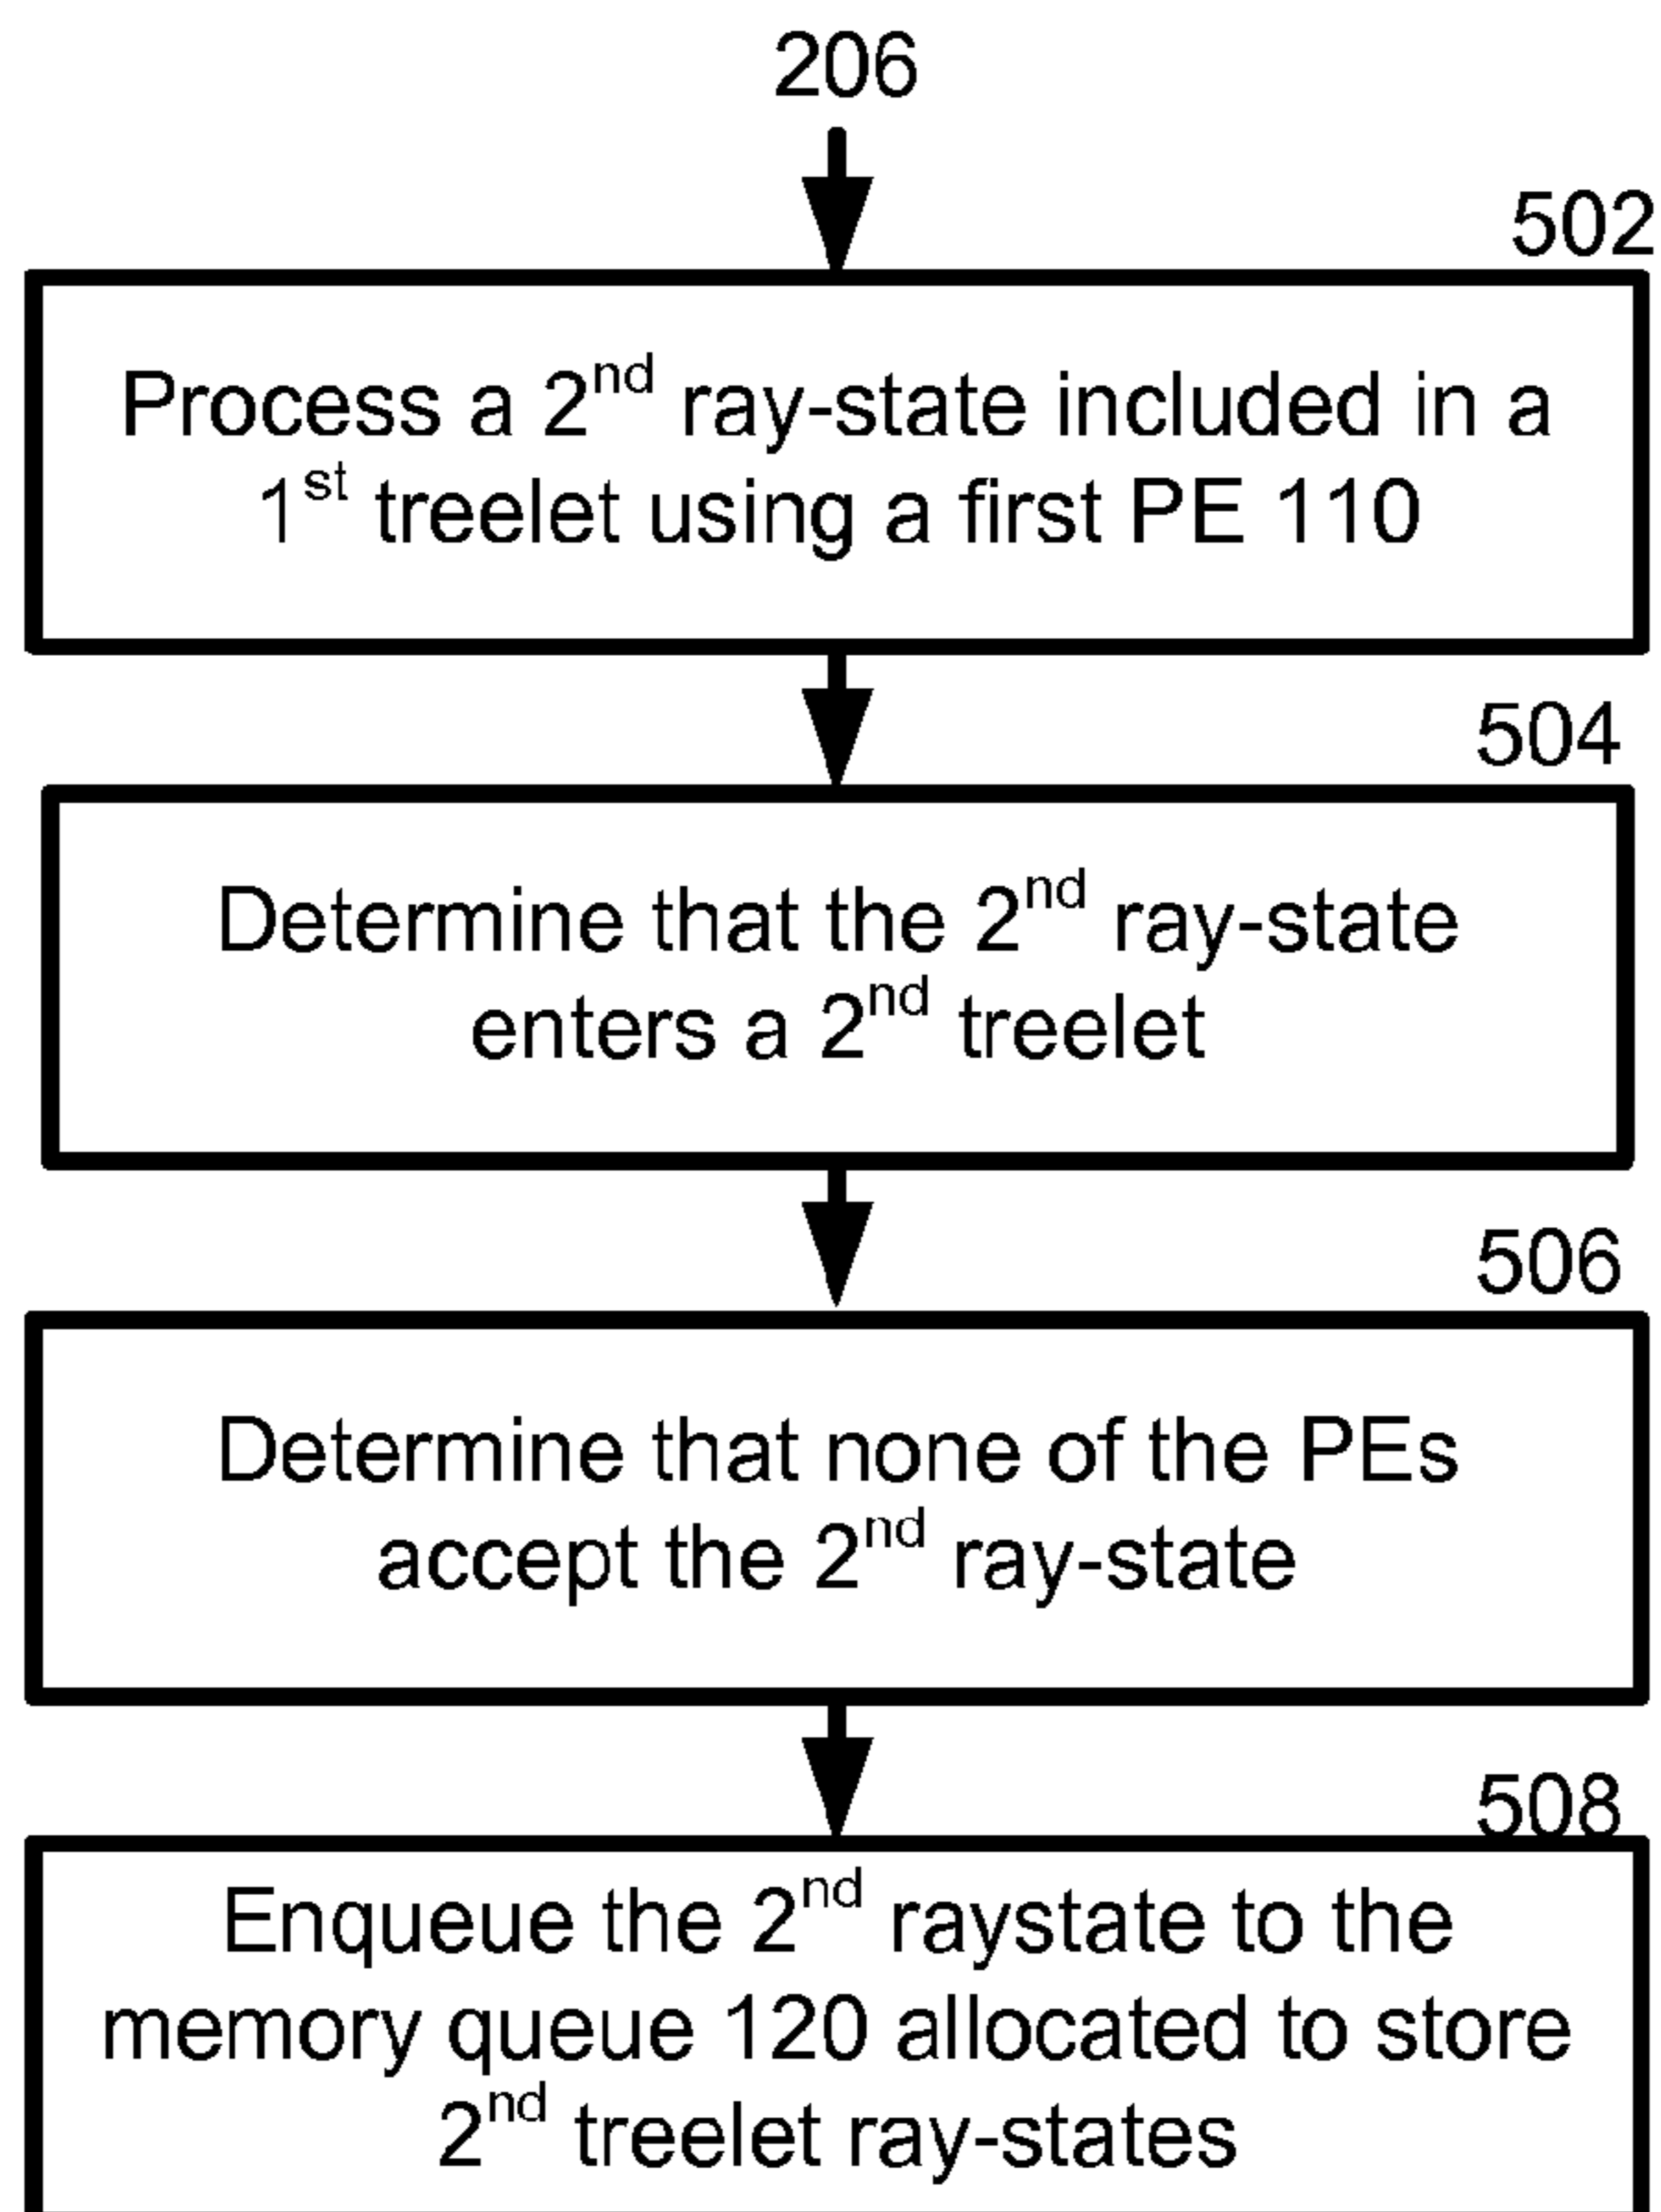 206
502
Process a 2nd ray-state included in a
1st treelet using a first PE 110
504
Determine that the 2nd ray-state
enters a 2nd treelet
506
Determine that none of the PEs
accept the 2nd ray-state
508
Enqueue the 2nd raystate to the
memory queue 120 allocated to store
2nd treelet ray-states